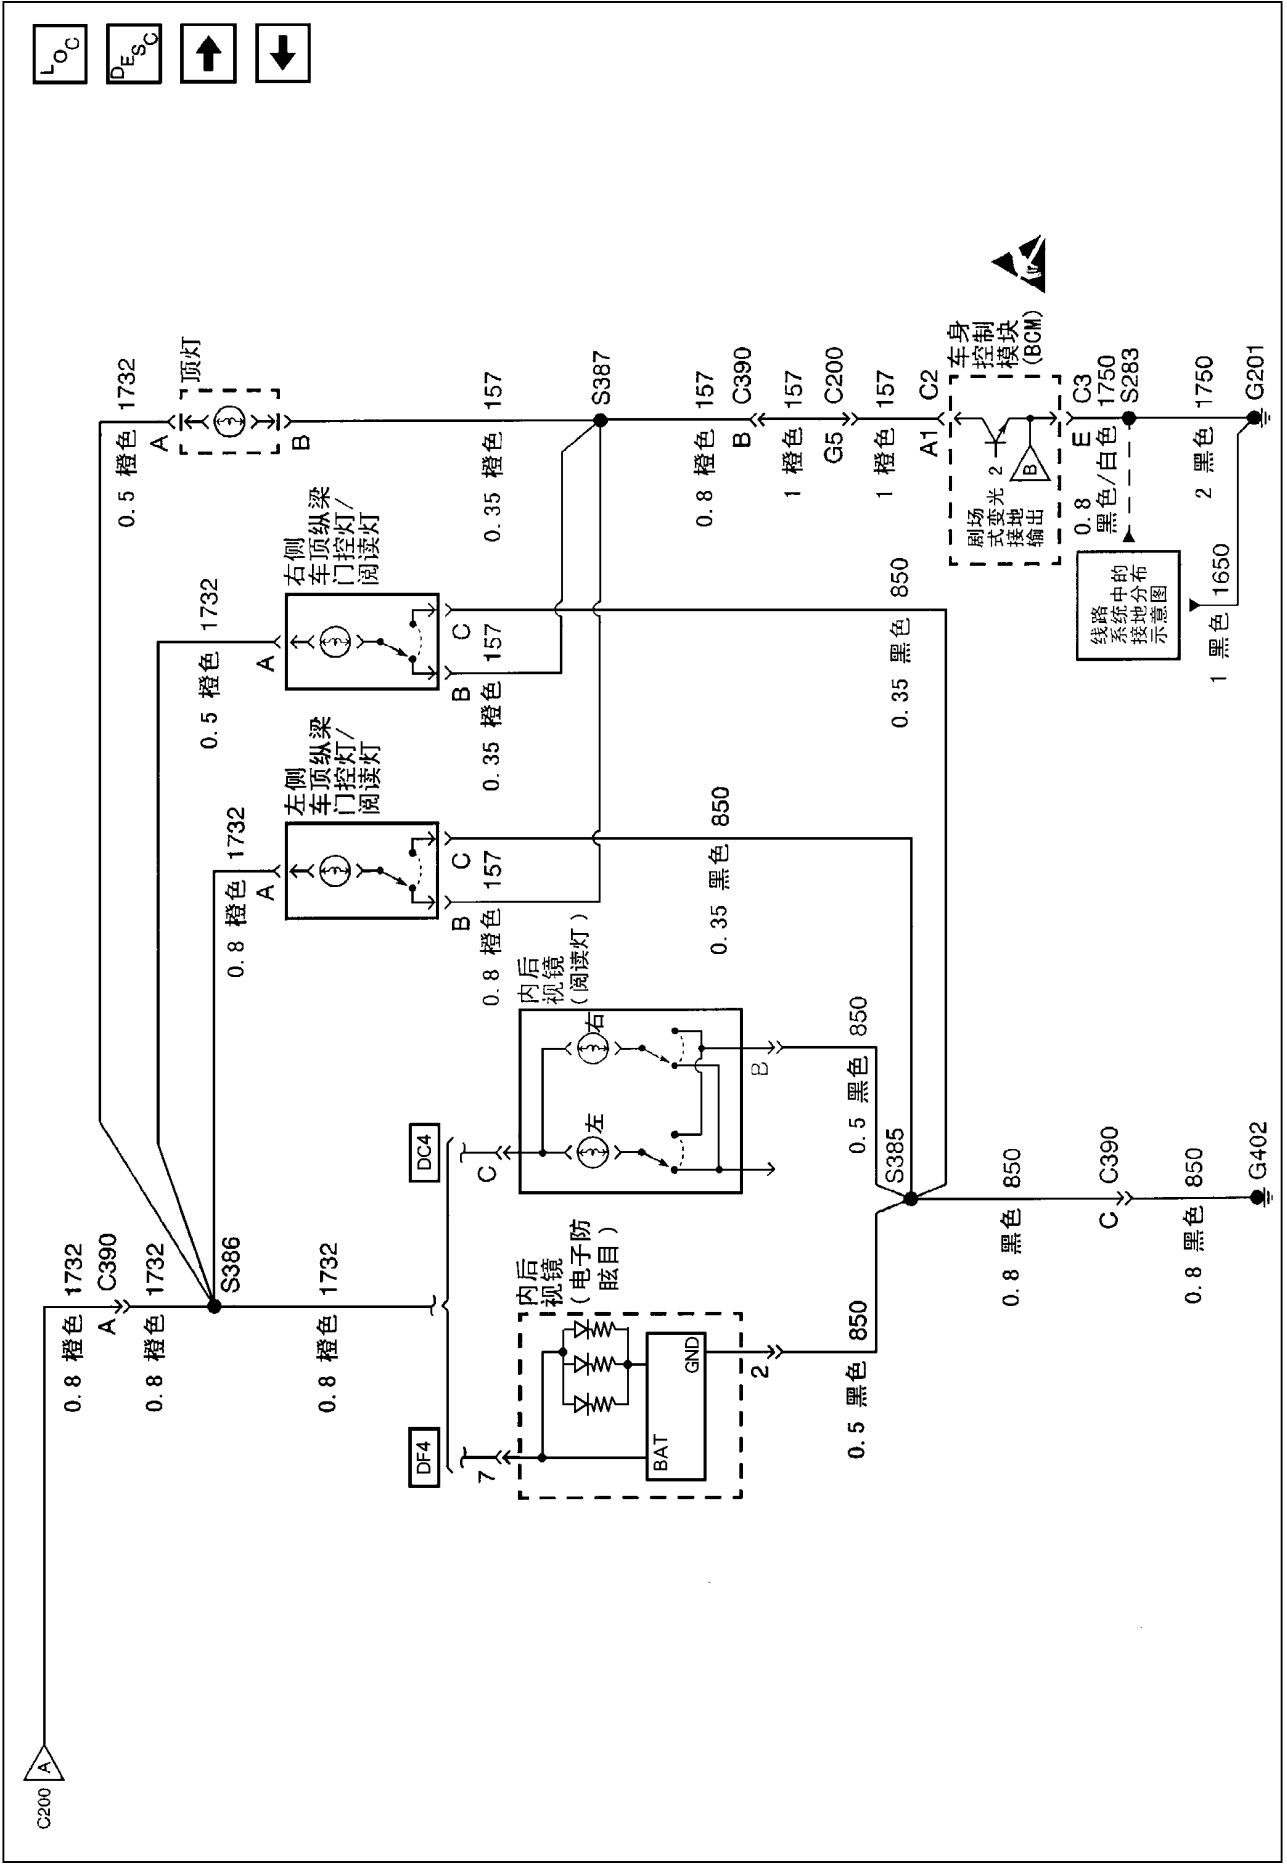 LOC
DESC
C200
A
0.8 橙色 1732
A C390
0.8 橙色 1732
S386
0.8 橙色 1732
0.5 橙色 1732
A
顶灯
B
0.35 橙色 157
0.5 橙色 1732
A
右侧
车顶纵梁
门控灯/
阅读灯
B C
0.35 橙色 157
0.8 橙色 1732
A
左侧
车顶纵梁
门控灯/
阅读灯
B C
0.8 橙色 157
S387
DF4
DC4
7
内后
视镜
(电子防
眩目)
BAT
GND
2
0.5 黑色 850
C
内后
视镜
(阅读灯)
左
右
B
0.5 黑色 850
0.35 黑色 850
0.35 黑色 850
S385
0.8 黑色 850
C C390
0.8 黑色 850
G402
0.8 橙色 157
B C390
1 橙色 157
G5 C200
1 橙色 157
A1 C2
车身
控制
模块
(BCM)
剧场
式变光
接地
输出
2
B
E C3
0.8
黑色/白色
1750
S283
线路
系统中的
接地分布
示意图
2 黑色 1750
1 黑色 1650
G201